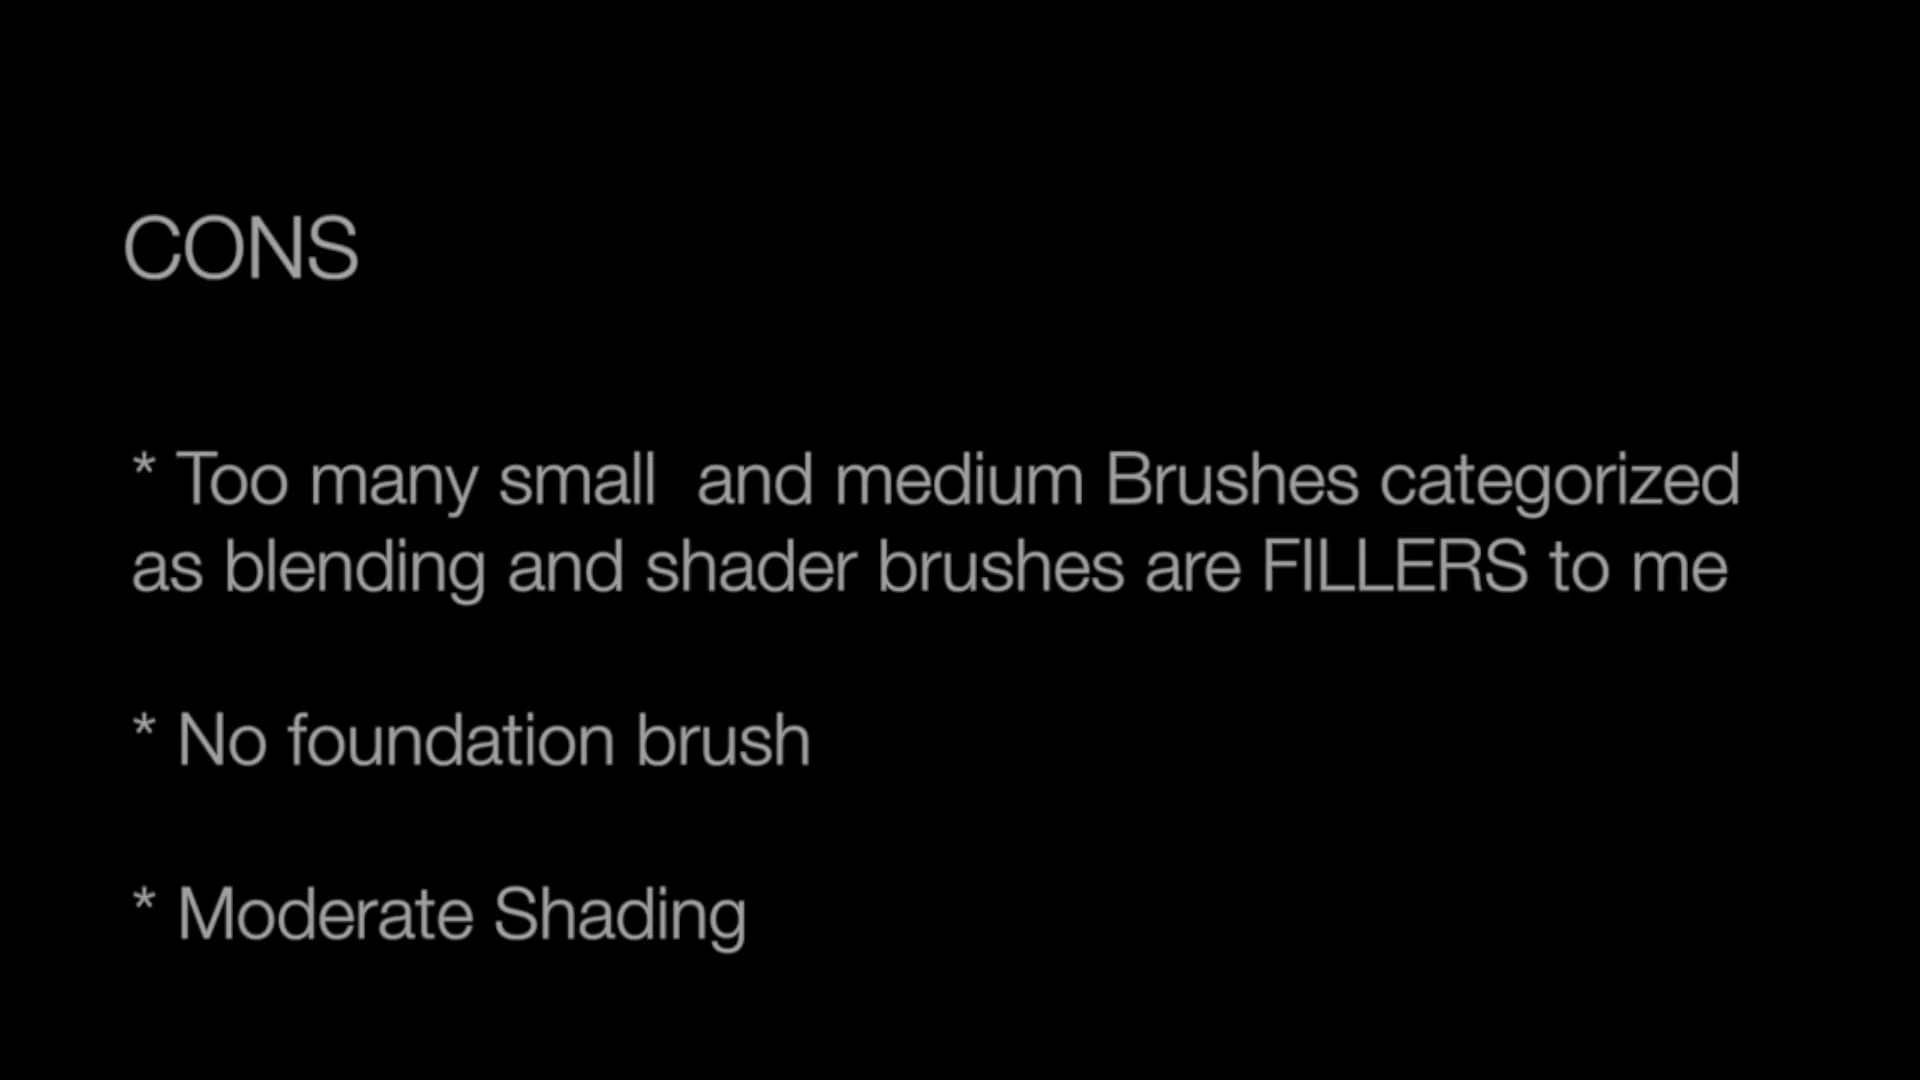 CONS
* Too many small  and medium Brushes categorized
as blending and shader brushes are FILLERS to me
* No foundation brush
* Moderate Shading